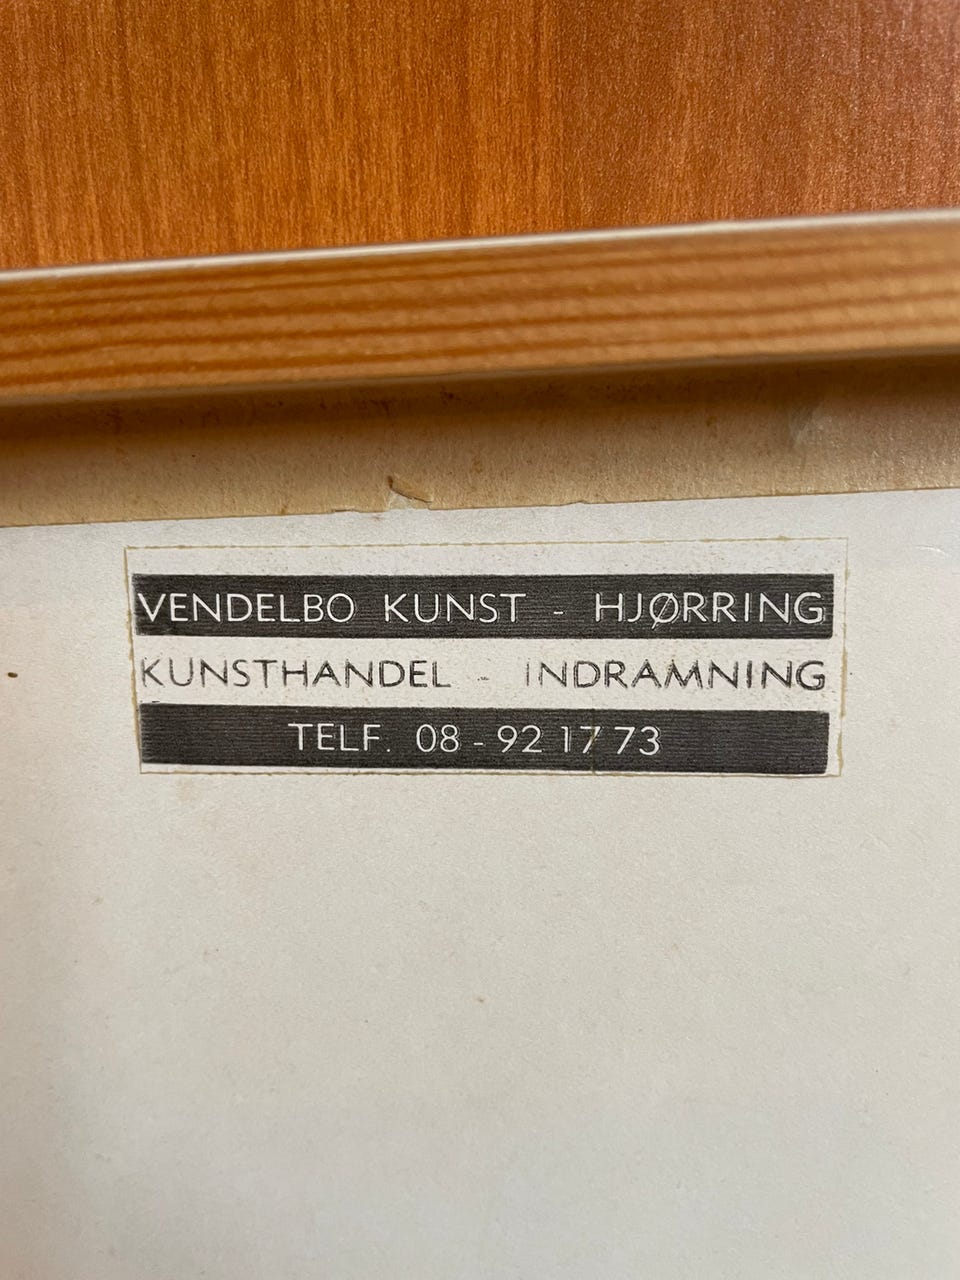 VENDELBO KUNST - HJØRRING
KUNSTHANDEL - INDRAMNING
TELF. 08 - 92 17 73